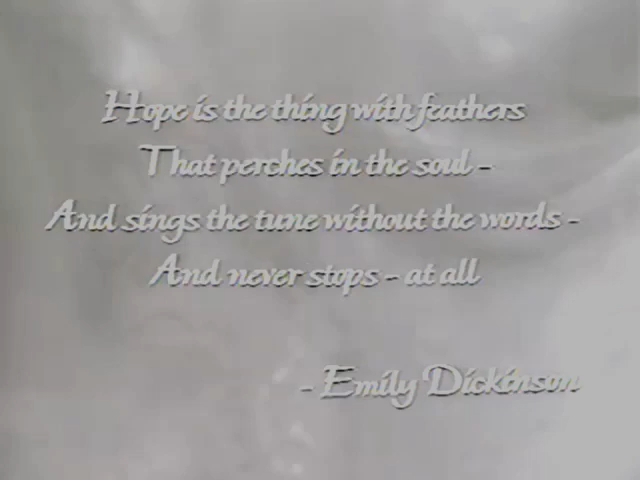 Hope is the thing with feathers
That perches in the soul -
And sings the tune without the words -
And never stops - at all
- Emily Dickinson